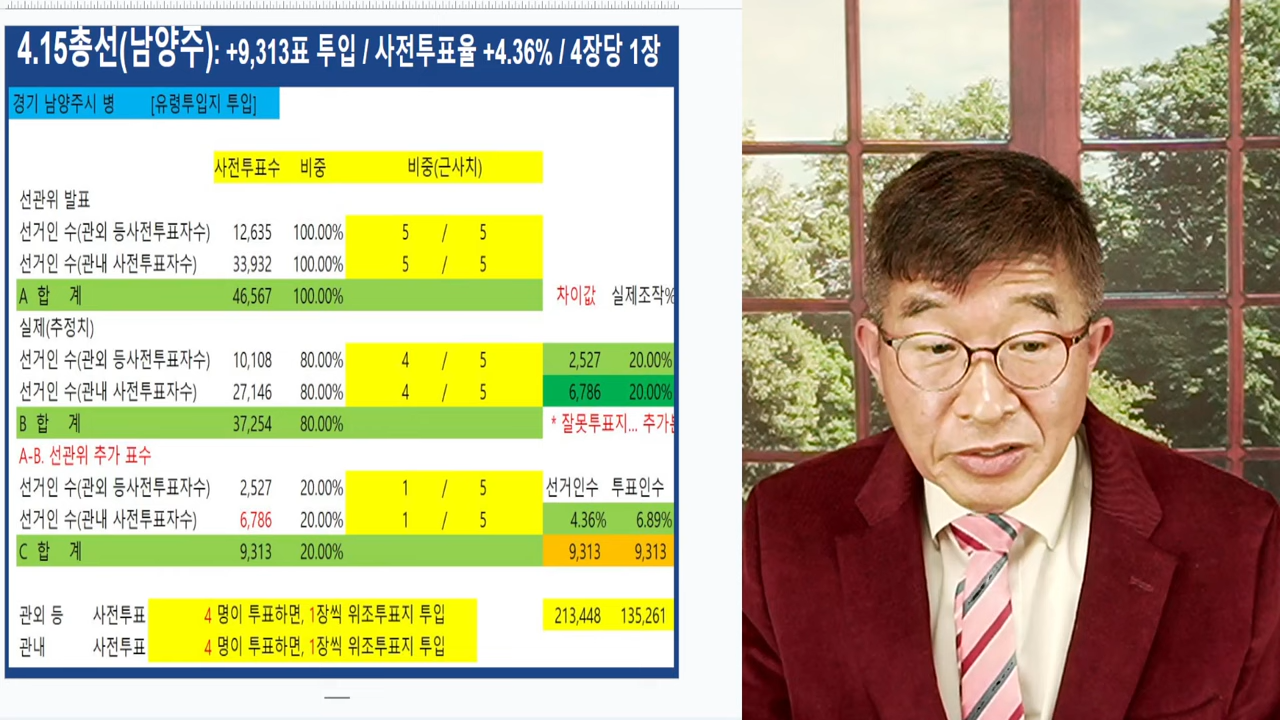 4.15총선(남양주): +9,313표 투입 / 사전투표율 +4.36% / 4장당 1장
경기 남양주시 병 [유령투입지 투입]
사전투표수 비중 비중(근사치)
선관위 발표
선거인 수(관외 등사전투표자수) 12,635 100.00% 5 / 5
선거인 수(관내 사전투표자수) 33,932 100.00% 5 / 5
A 합 계 46,567 100.00% 차이값 실제조작%
실제(추정치)
선거인 수(관외 등사전투표자수) 10,108 80.00% 4 / 5 2,527 20.00%
선거인 수(관내 사전투표자수) 27,146 80.00% 4 / 5 6,786 20.00%
B 합 계 37,254 80.00% * 잘못투표지... 추가
A-B. 선관위 추가 표수
선거인 수(관외 등사전투표자수) 2,527 20.00% 1 / 5 선거인수 투표인수
선거인 수(관내 사전투표자수) 6,786 20.00% 1 / 5 4.36% 6.89%
C 합 계 9,313 20.00% 9,313 9,313
관외 등 사전투표 4 명이 투표하면, 1장씩 위조투표지 투입 213,448 135,261
관내 사전투표 4 명이 투표하면, 1장씩 위조투표지 투입